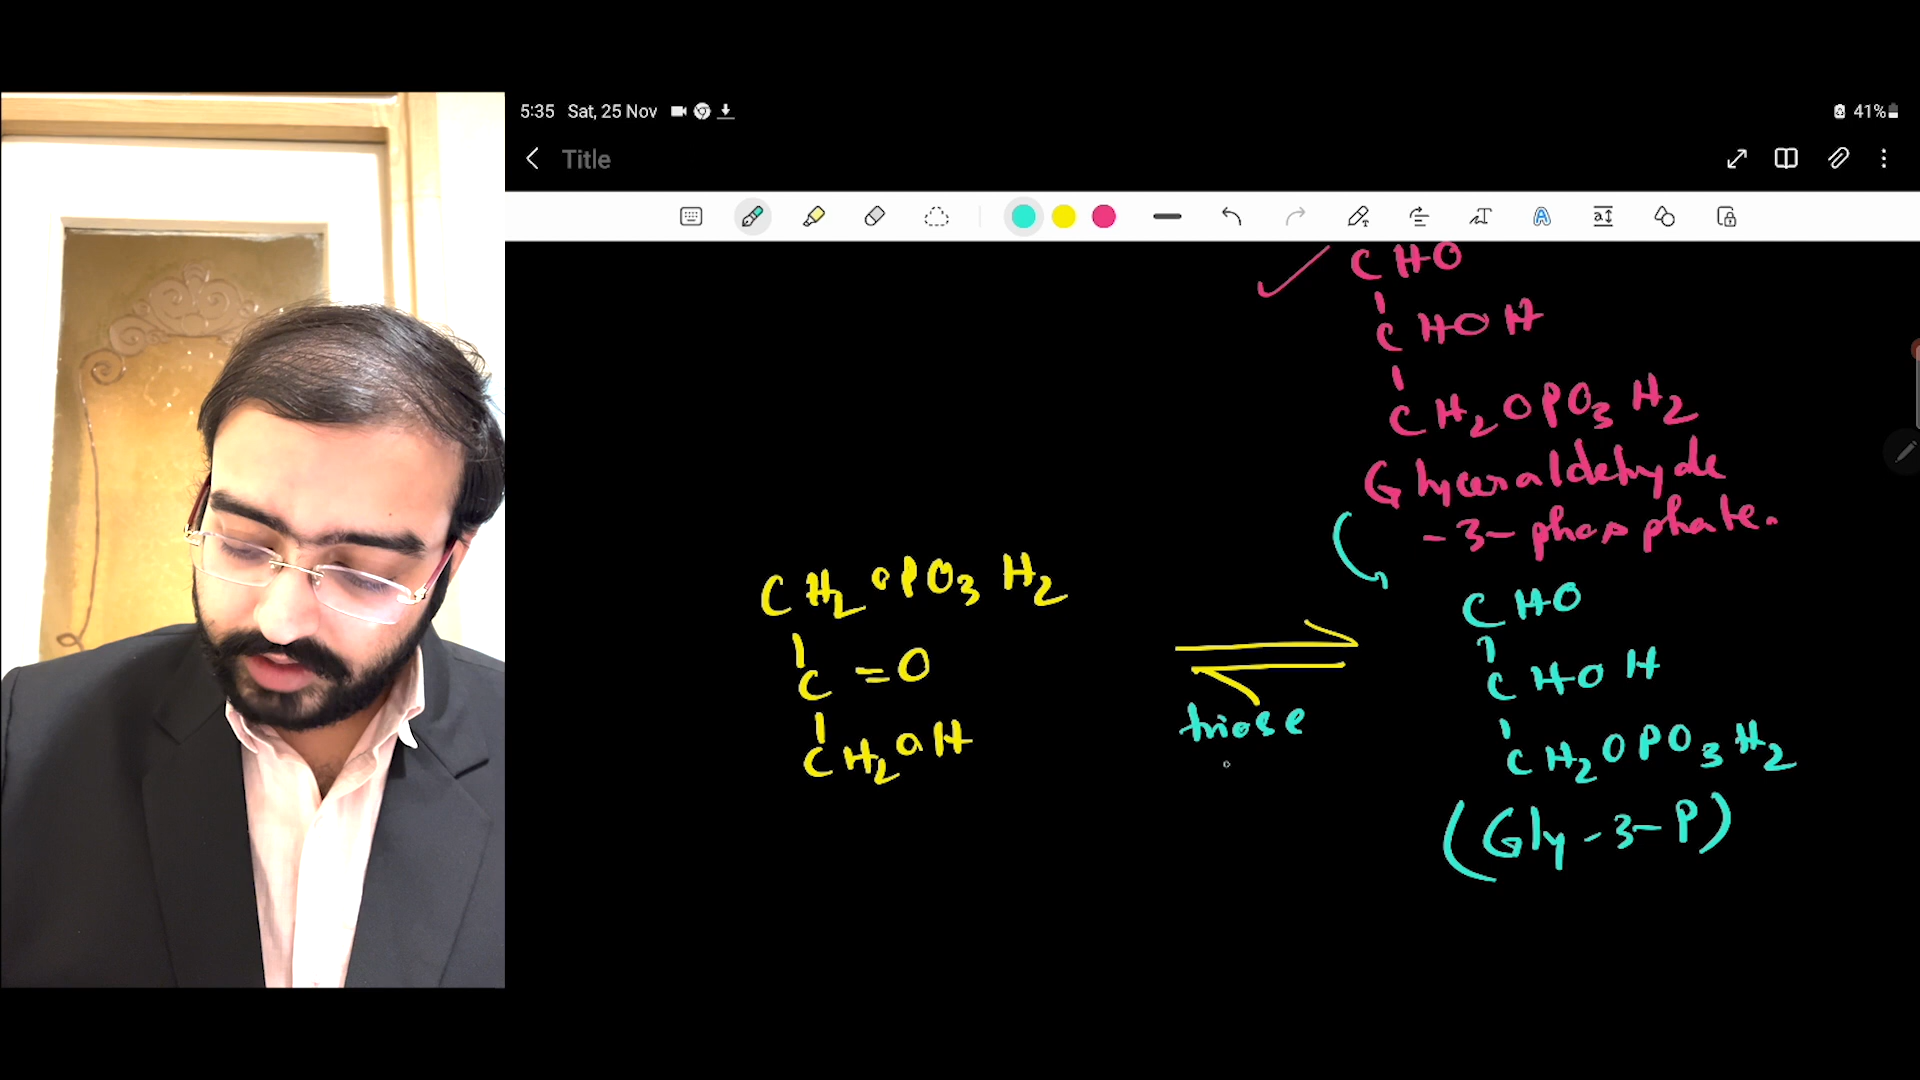 5:35 Sat, 25 Nov
41%
Title
CHO
CHOH
CH2OPO3H2
Glyceraldehyde
-3-phosphate.
CH2OPO3H2
C=O
CH2OH
triose
CHO
CHOH
CH2OPO3H2
(Gly-3-P)